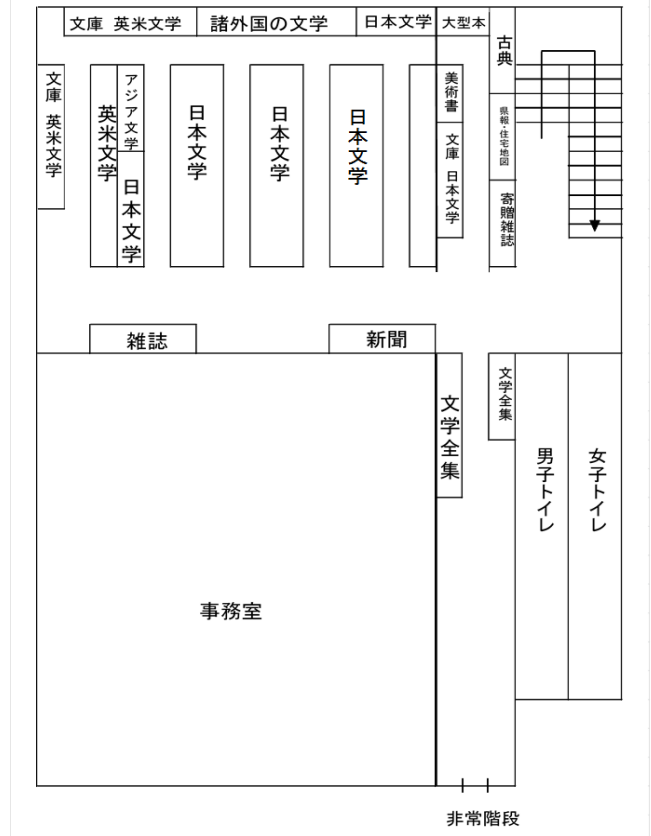 文庫 英米文学
諸外国の文学
日本文学
大型本
古典
文庫 英米文学
英米文学
アジア文学
日本文学
日本文学
日本文学
日本文学
美術書
文庫 日本文学
県報・住宅地図
寄贈雑誌
雑誌
新聞
文学全集
文学全集
男子トイレ
女子トイレ
事務室
非常階段